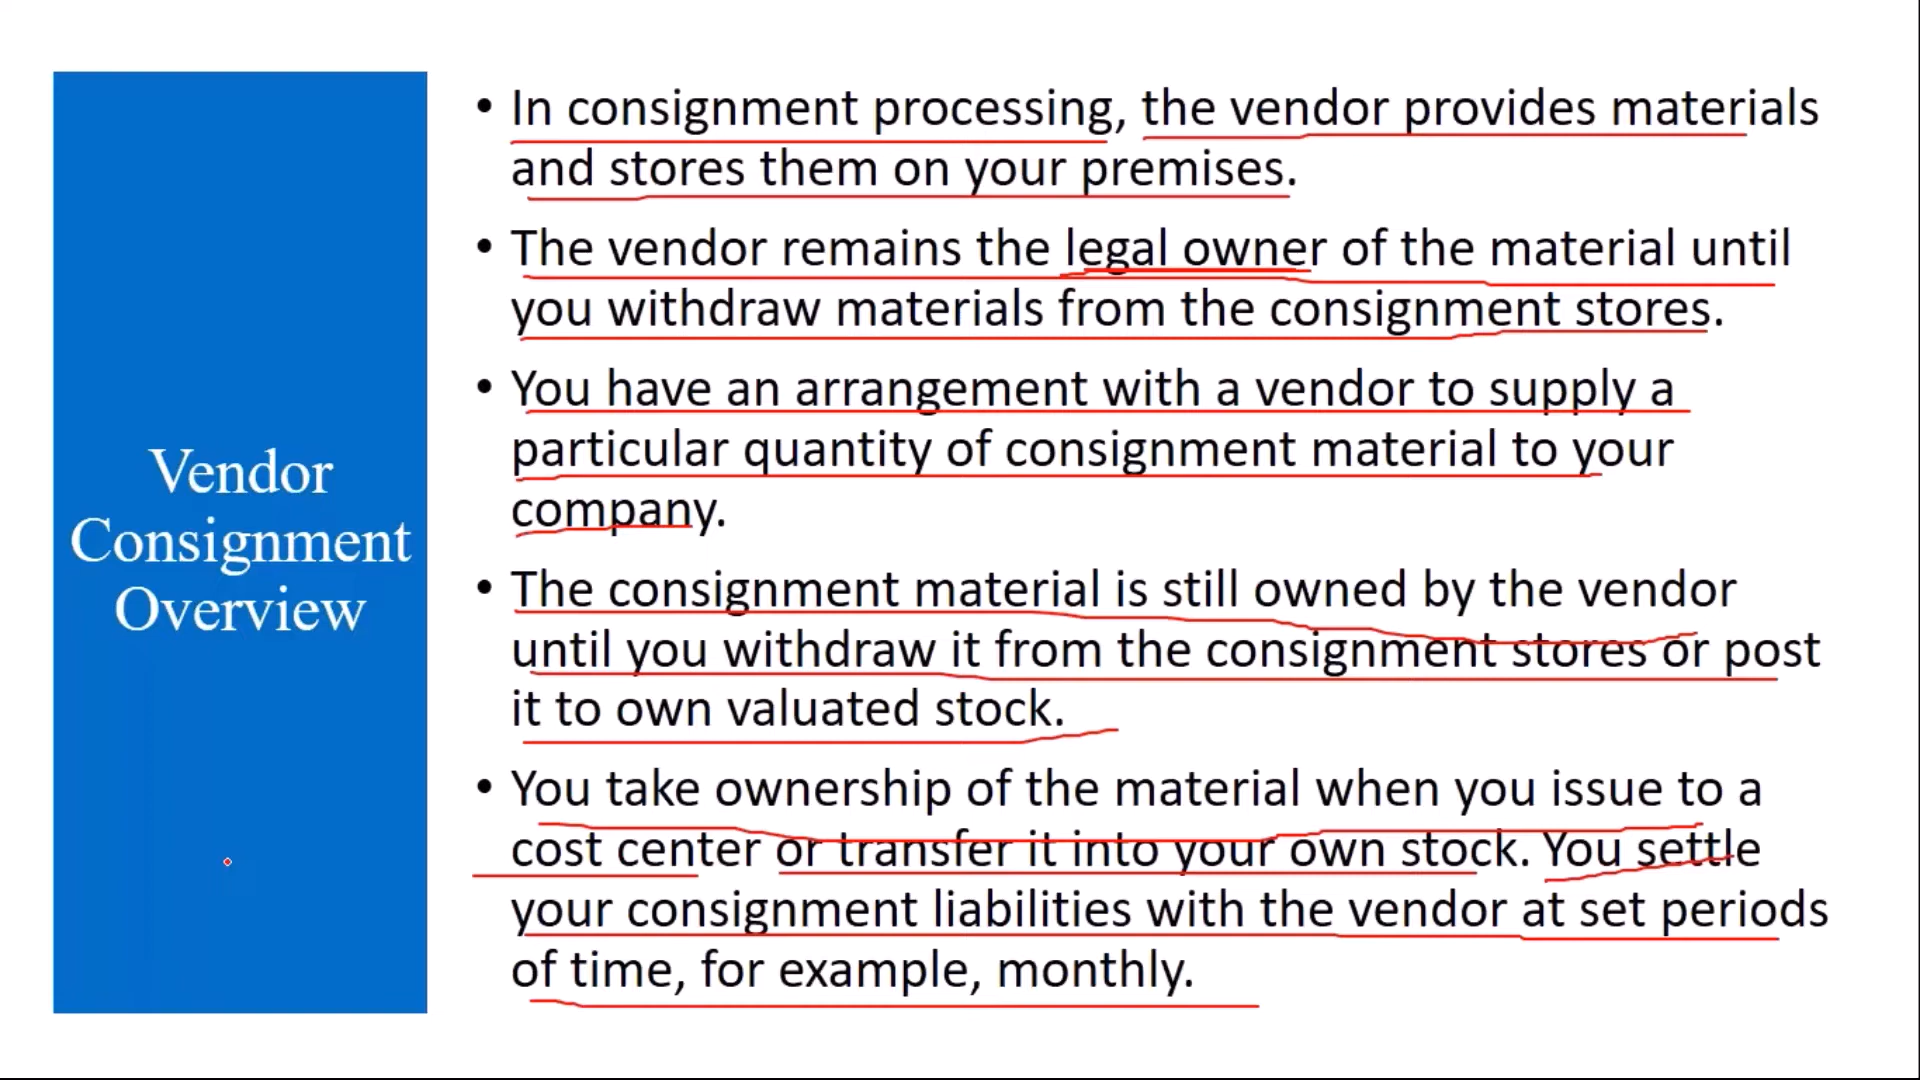 Vendor
Consignment
Overview
• In consignment processing, the vendor provides materials
and stores them on your premises.
• The vendor remains the legal owner of the material until
you withdraw materials from the consignment stores.
• You have an arrangement with a vendor to supply a
particular quantity of consignment material to your
company.
• The consignment material is still owned by the vendor
until you withdraw it from the consignment stores or post
it to own valuated stock.
• You take ownership of the material when you issue to a
cost center or transfer it into your own stock. You settle
your consignment liabilities with the vendor at set periods
of time, for example, monthly.